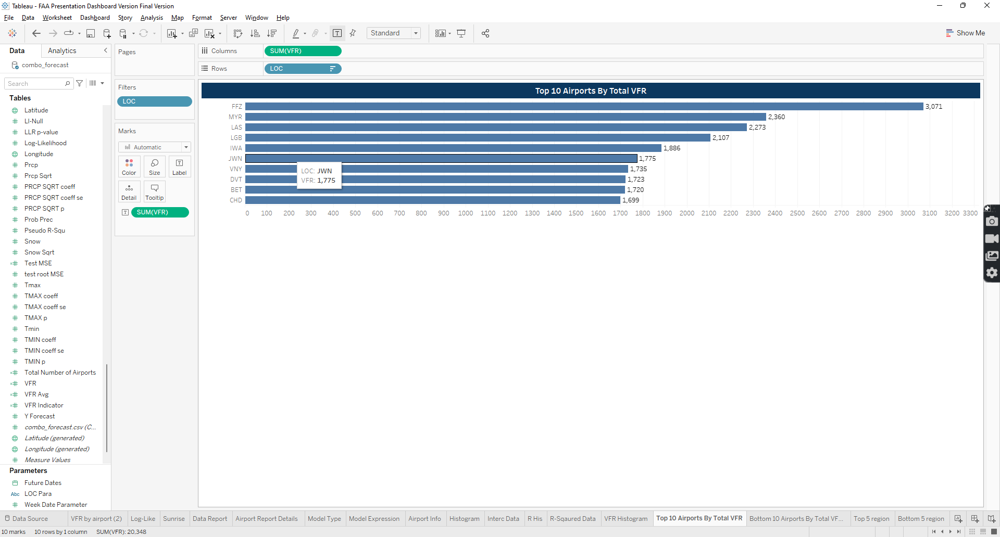 Tableau - FAA Presentation Dashboard Version Final Version
File Data Worksheet Dashboard Story Analysis Map Format Server Window Help
Standard
Show Me
Data Analytics
combo_forecast
Search
Tables
Latitude
LI-Null
LLR p-value
Log-Likelihood
Longitude
Prcp
Prcp Sqrt
PRCP SQRT coeff
PRCP SQRT coeff se
PRCP SQRT p
Prob Prec
Pseudo R-Squ
Snow
Snow Sqrt
Test MSE
test root MSE
Tmax
TMAX coeff
TMAX coeff se
TMAX p
Tmin
TMIN coeff
TMIN coeff se
TMIN p
Total Number of Airports
VFR
VFR Avg
VFR Indicator
Y Forecast
combo_forecast.csv (C...
Latitude (generated)
Longitude (generated)
Measure Values
Parameters
Future Dates
Abc LOC Para
Week Date Parameter
Pages
Filters
LOC
Marks
Automatic
Color Size Label
Detail Tooltip
SUM(VFR)
Columns SUM(VFR)
Rows LOC
Top 10 Airports By Total VFR
FFZ 3,071
MYR 2,360
LAS 2,273
LGB 2,107
IWA 1,886
JWN 1,775
VNY 1,735
DVT 1,723
BET 1,720
CHD 1,699
LOC: JWN
VFR: 1,775
0 100 200 300 400 500 600 700 800 900 1000 1100 1200 1300 1400 1500 1600 1700 1800 1900 2000 2100 2200 2300 2400 2500 2600 2700 2800 2900 3000 3100 3200 3300
Data Source VFR by airport (2) Log-Like Sunrise Data Report Airport Report Details Model Type Model Expression Airport Info Histogram Interc Data R His R-Sqaured Data VFR Histogram Top 10 Airports By Total VFR Bottom 10 Airports By Total VF... Top 5 region Bottom 5 region
10 marks 10 rows by 1 column SUM(VFR): 20,348